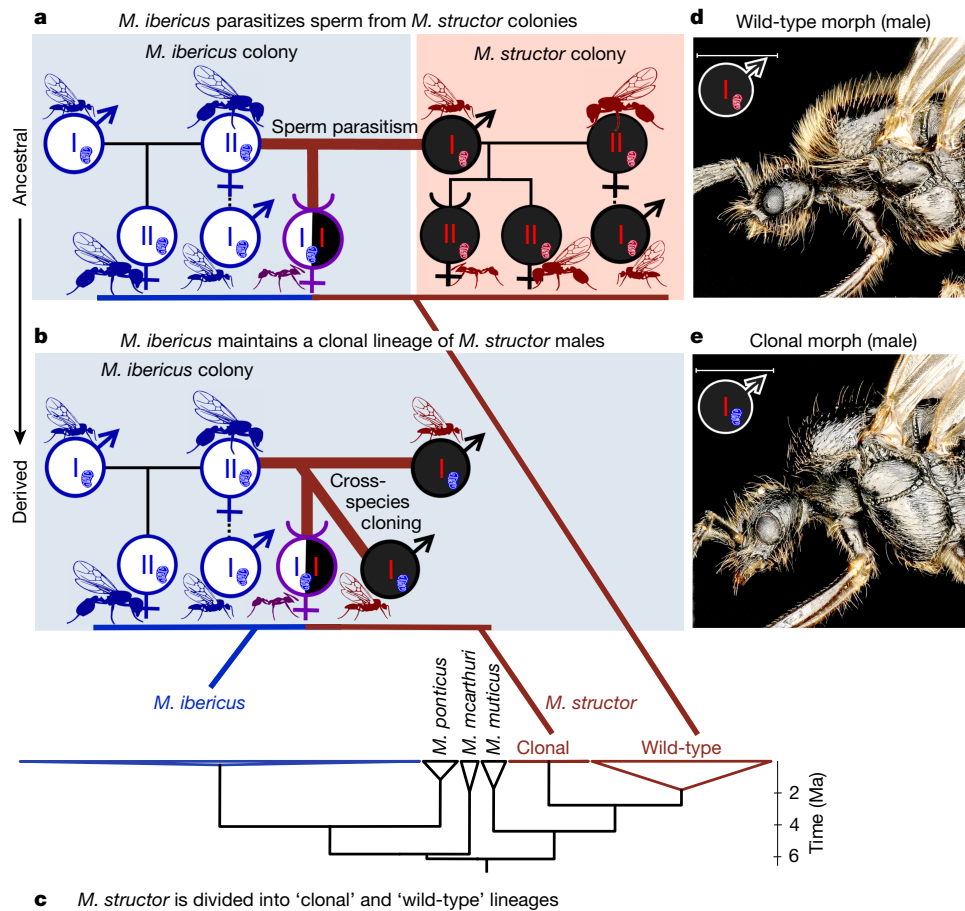 a M. ibericus parasitizes sperm from M. structor colonies
M. ibericus colony
M. structor colony
I
II
Sperm parasitism
I
II
II
I
I I
II
II
I
Ancestral
Derived
b M. ibericus maintains a clonal lineage of M. structor males
M. ibericus colony
I
II
I
Cross-
species
cloning
II
I
I I
I
M. ibericus
M. ponticus
M. mcarthuri
M. muticus
M. structor
Clonal
Wild-type
2
4
6
Time (Ma)
c M. structor is divided into ‘clonal’ and ‘wild-type’ lineages
d Wild-type morph (male)
I
e Clonal morph (male)
I